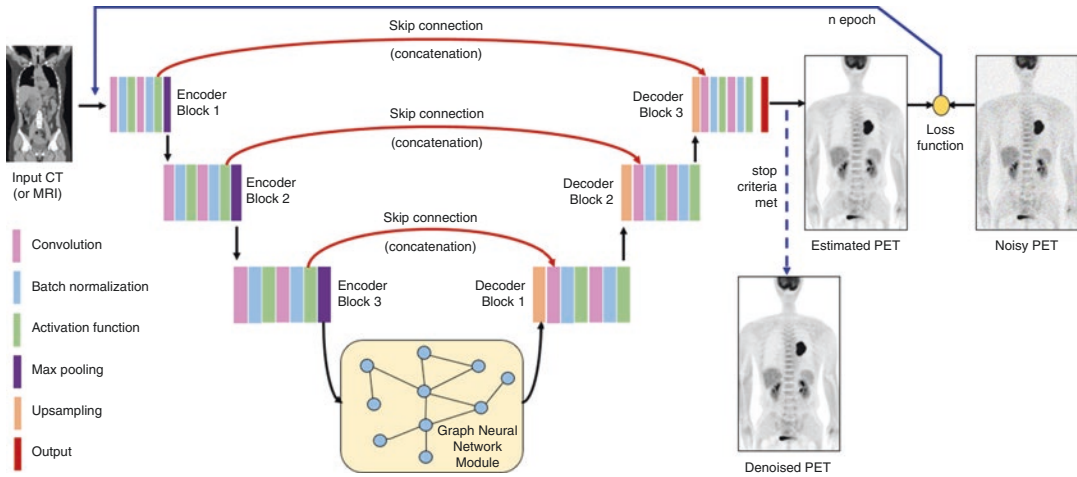 Skip connection
(concatenation)
n epoch
Encoder
Block 1
Decoder
Block 3
Input CT
(or MRI)
Skip connection
(concatenation)
Encoder
Block 2
Decoder
Block 2
stop
criteria
met
Loss
function
Estimated PET
Noisy PET
Skip connection
(concatenation)
Encoder
Block 3
Decoder
Block 1
Convolution
Batch normalization
Activation function
Max pooling
Upsampling
Output
Graph Neural
Network
Module
Denoised PET